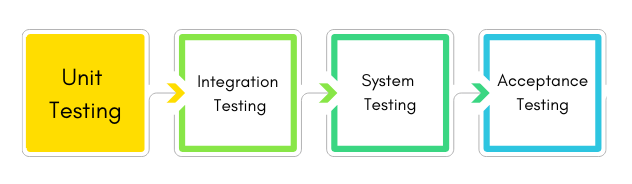 Unit
Testing
Integration
Testing
System
Testing
Acceptance
Testing